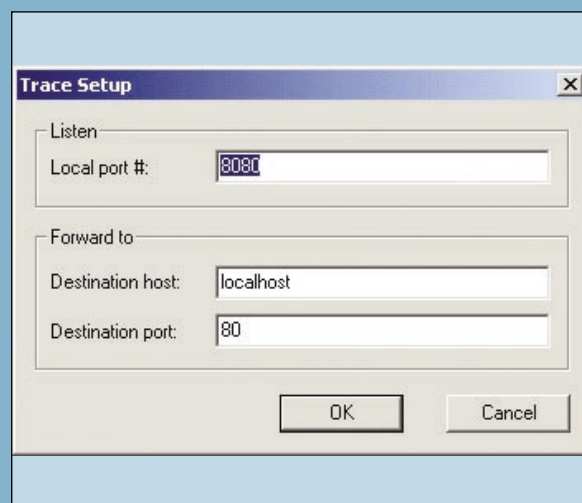 Trace Setup
Listen
Local port #: 8080
Forward to
Destination host: localhost
Destination port: 80
OK Cancel